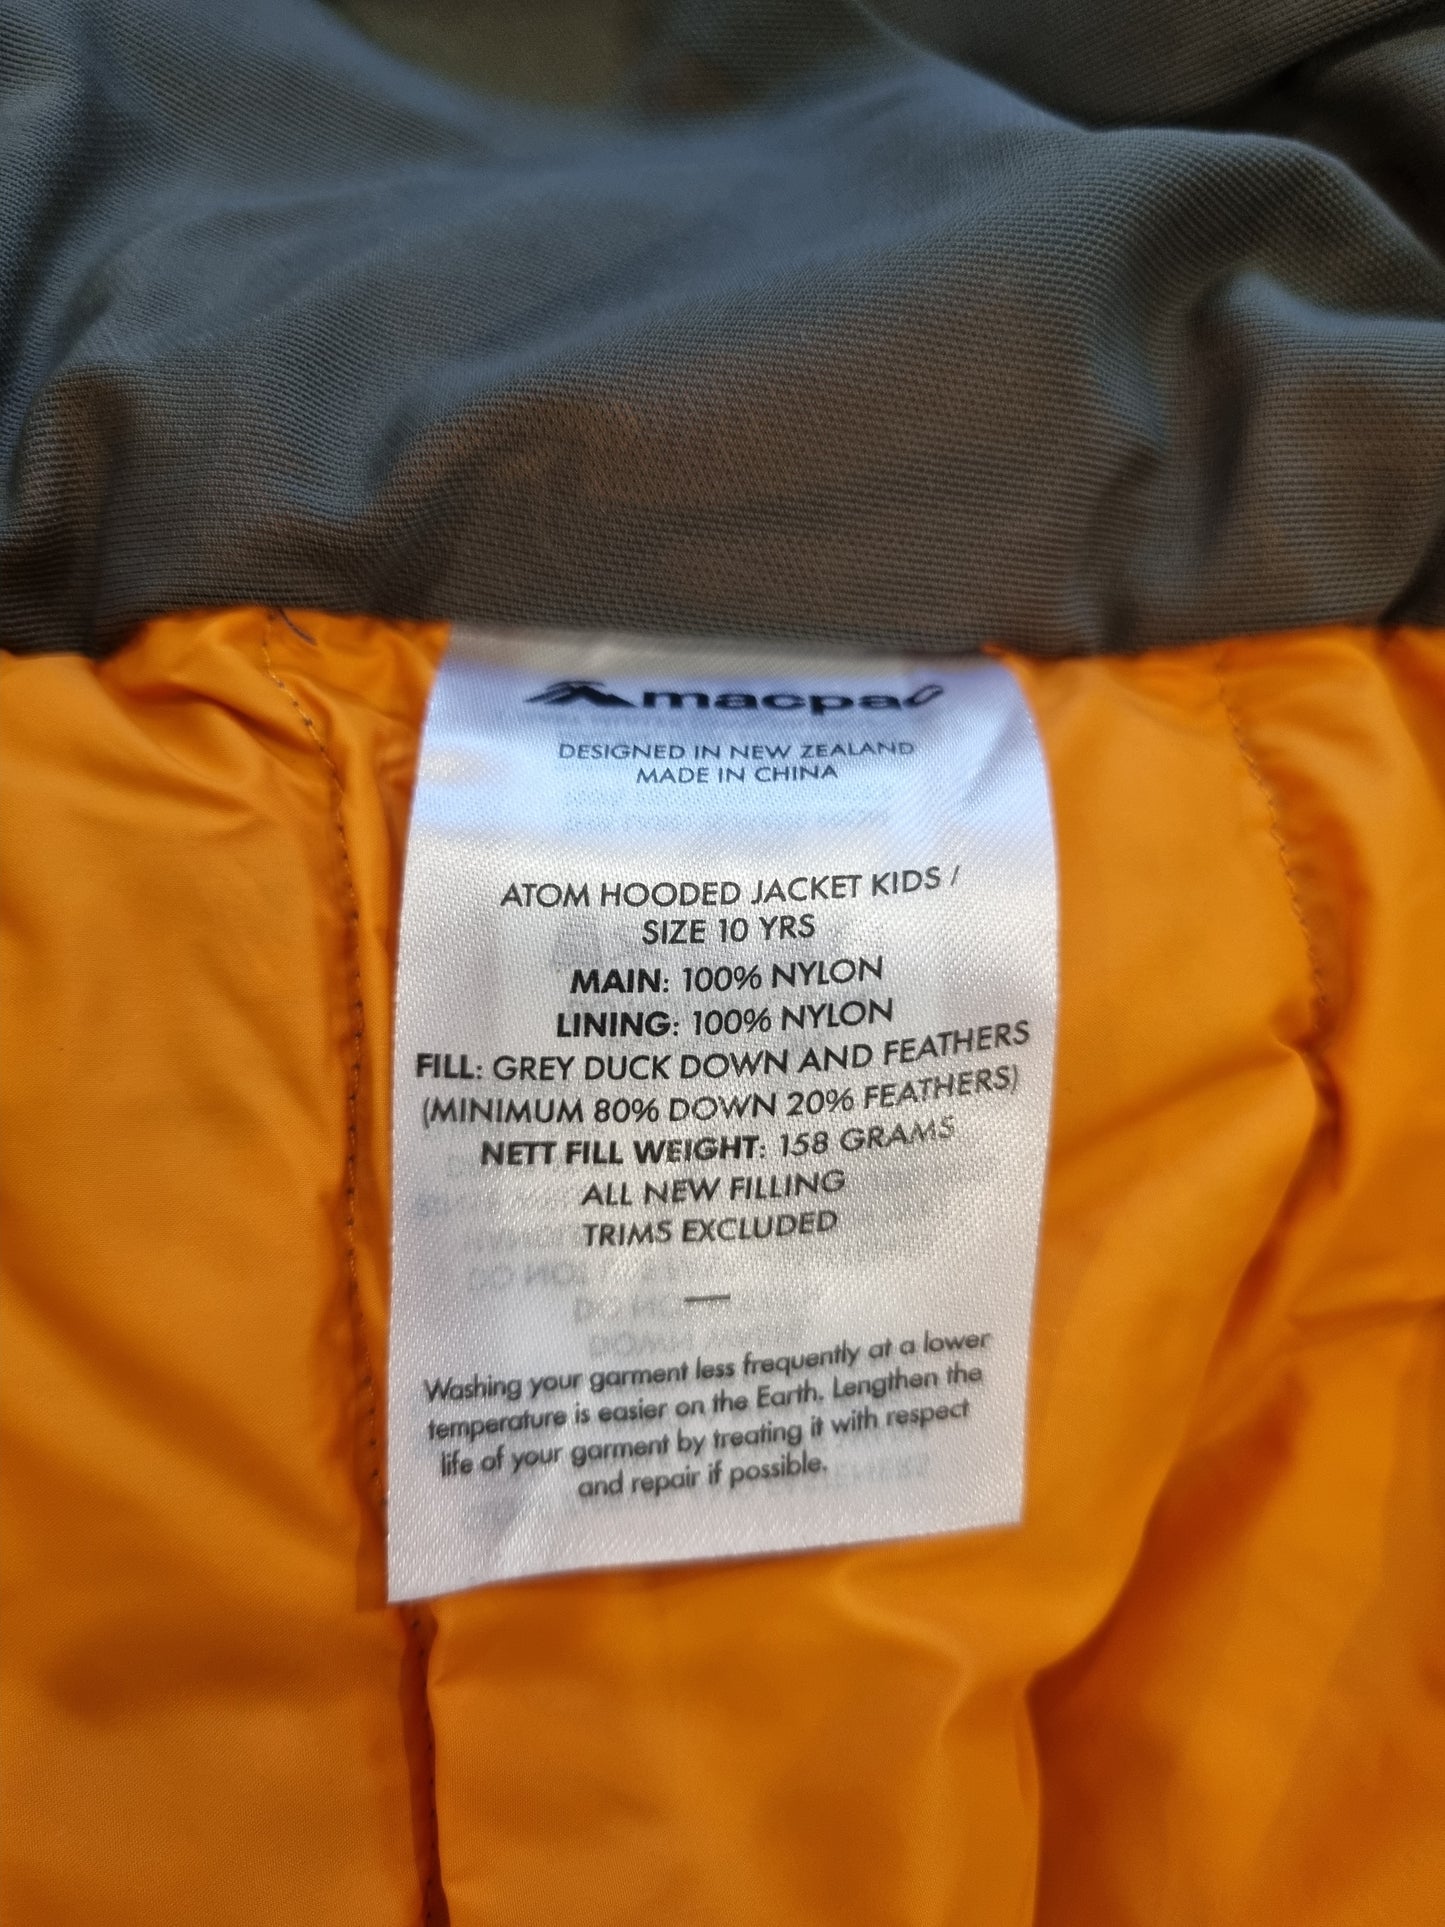 macpac
DESIGNED IN NEW ZEALAND
MADE IN CHINA
ATOM HOODED JACKET KIDS /
SIZE 10 YRS
MAIN: 100% NYLON
LINING: 100% NYLON
FILL: GREY DUCK DOWN AND FEATHERS
(MINIMUM 80% DOWN 20% FEATHERS)
NETT FILL WEIGHT: 158 GRAMS
ALL NEW FILLING
TRIMS EXCLUDED
—
Washing your garment less frequently at a lower
temperature is easier on the Earth. Lengthen the
life of your garment by treating it with respect
and repair if possible.